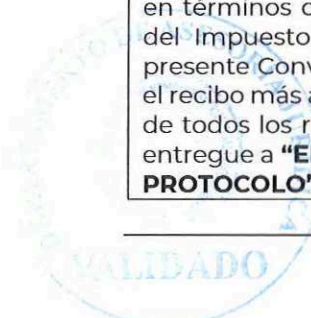 en términos d
del Impuesto
presente Conv
el recibo más a
de todos los r
entregue a "E
PROTOCOLO"
VALIDADO